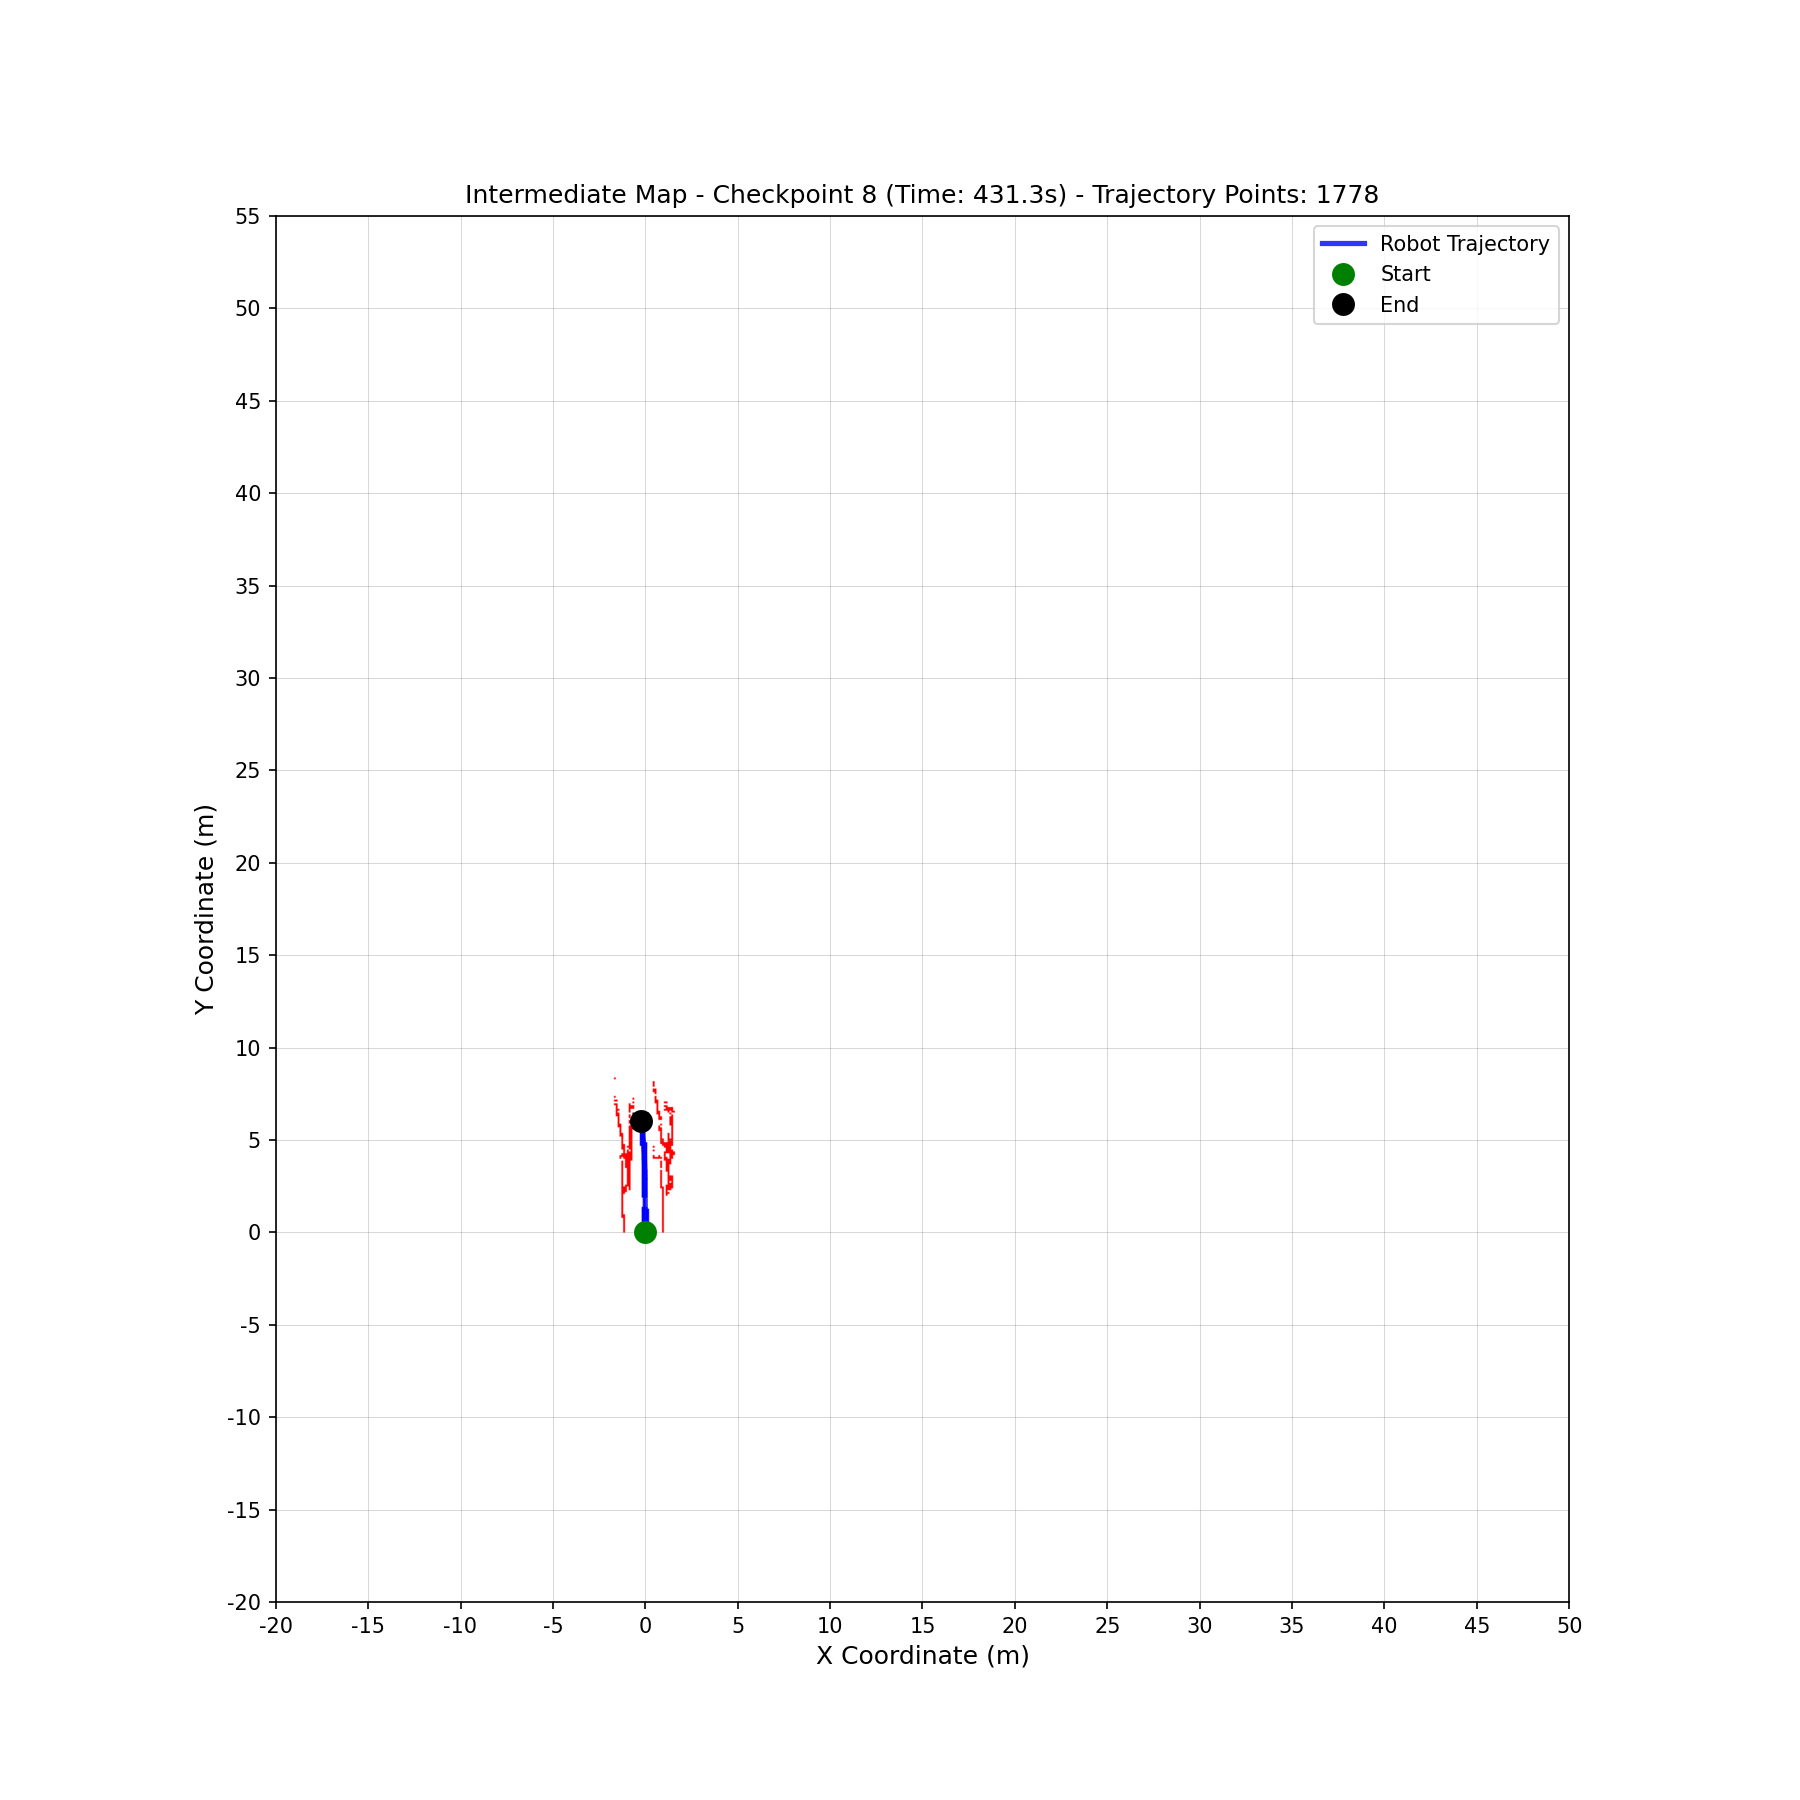 Intermediate Map - Checkpoint 8 (Time: 431.3s) - Trajectory Points: 1778
Robot Trajectory
Start
End
Y Coordinate (m)
55
50
45
40
35
30
25
20
15
10
5
0
-5
-10
-15
-20
-20 -15 -10 -5 0 5 10 15 20 25 30 35 40 45 50
X Coordinate (m)